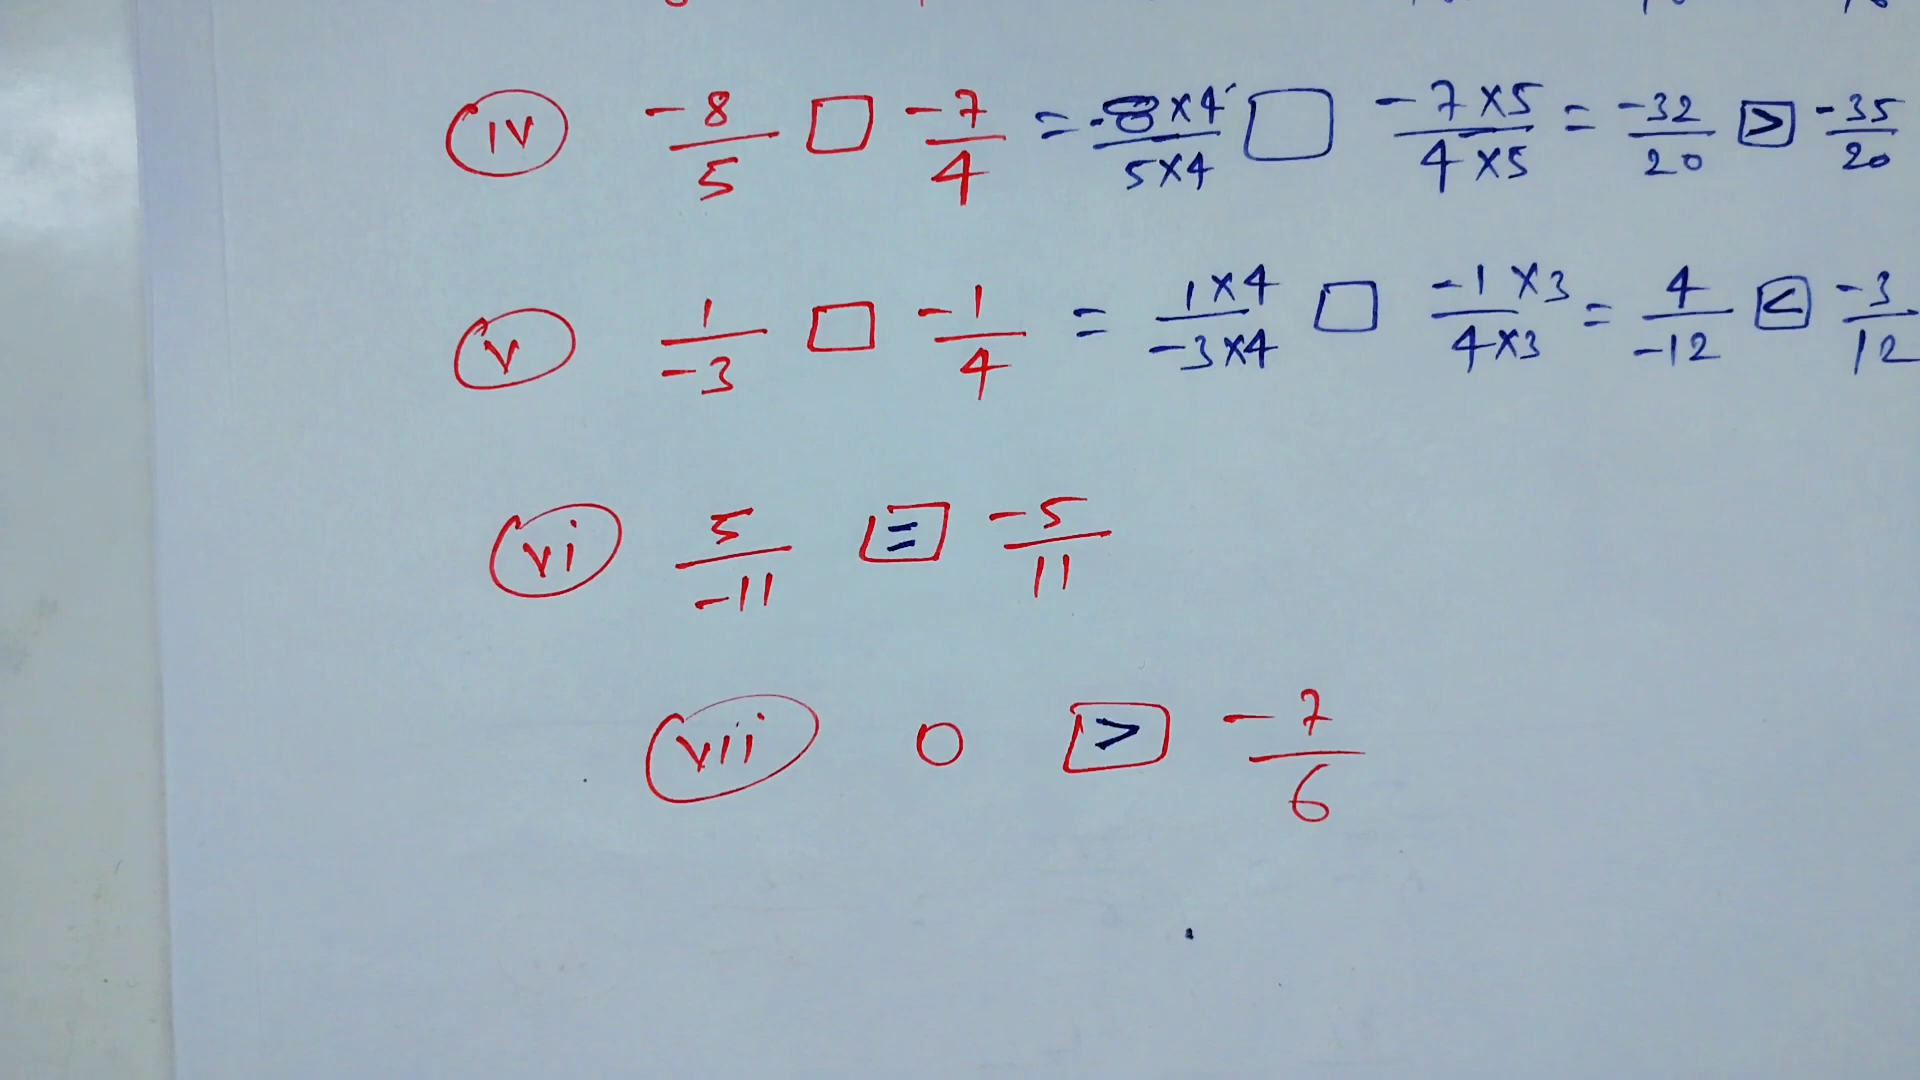 iv -8/5 □ -7/4 = -8×4/5×4 □ -7×5/4×5 = -32/20 > -35/20
v 1/-3 □ -1/4 = 1×4/-3×4 □ -1×3/4×3 = 4/-12 < -3/12
vi 5/-11 = -5/11
vii 0 > -7/6